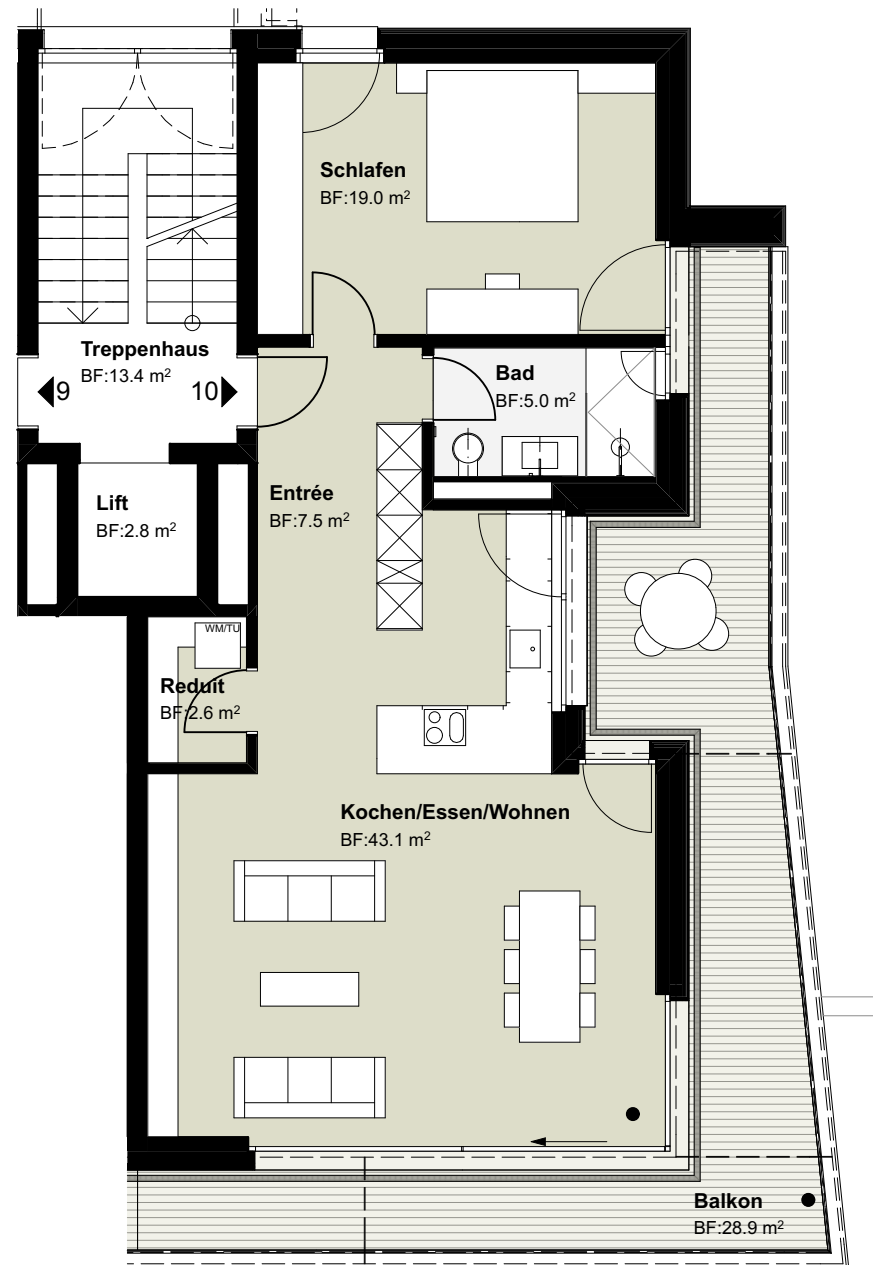 Schlafen
BF:19.0 m²
Treppenhaus
BF:13.4 m²
9 10
Bad
BF:5.0 m²
Lift
BF:2.8 m²
Entrée
BF:7.5 m²
WM/TU
Reduit
BF:2.6 m²
Kochen/Essen/Wohnen
BF:43.1 m²
Balkon
BF:28.9 m²